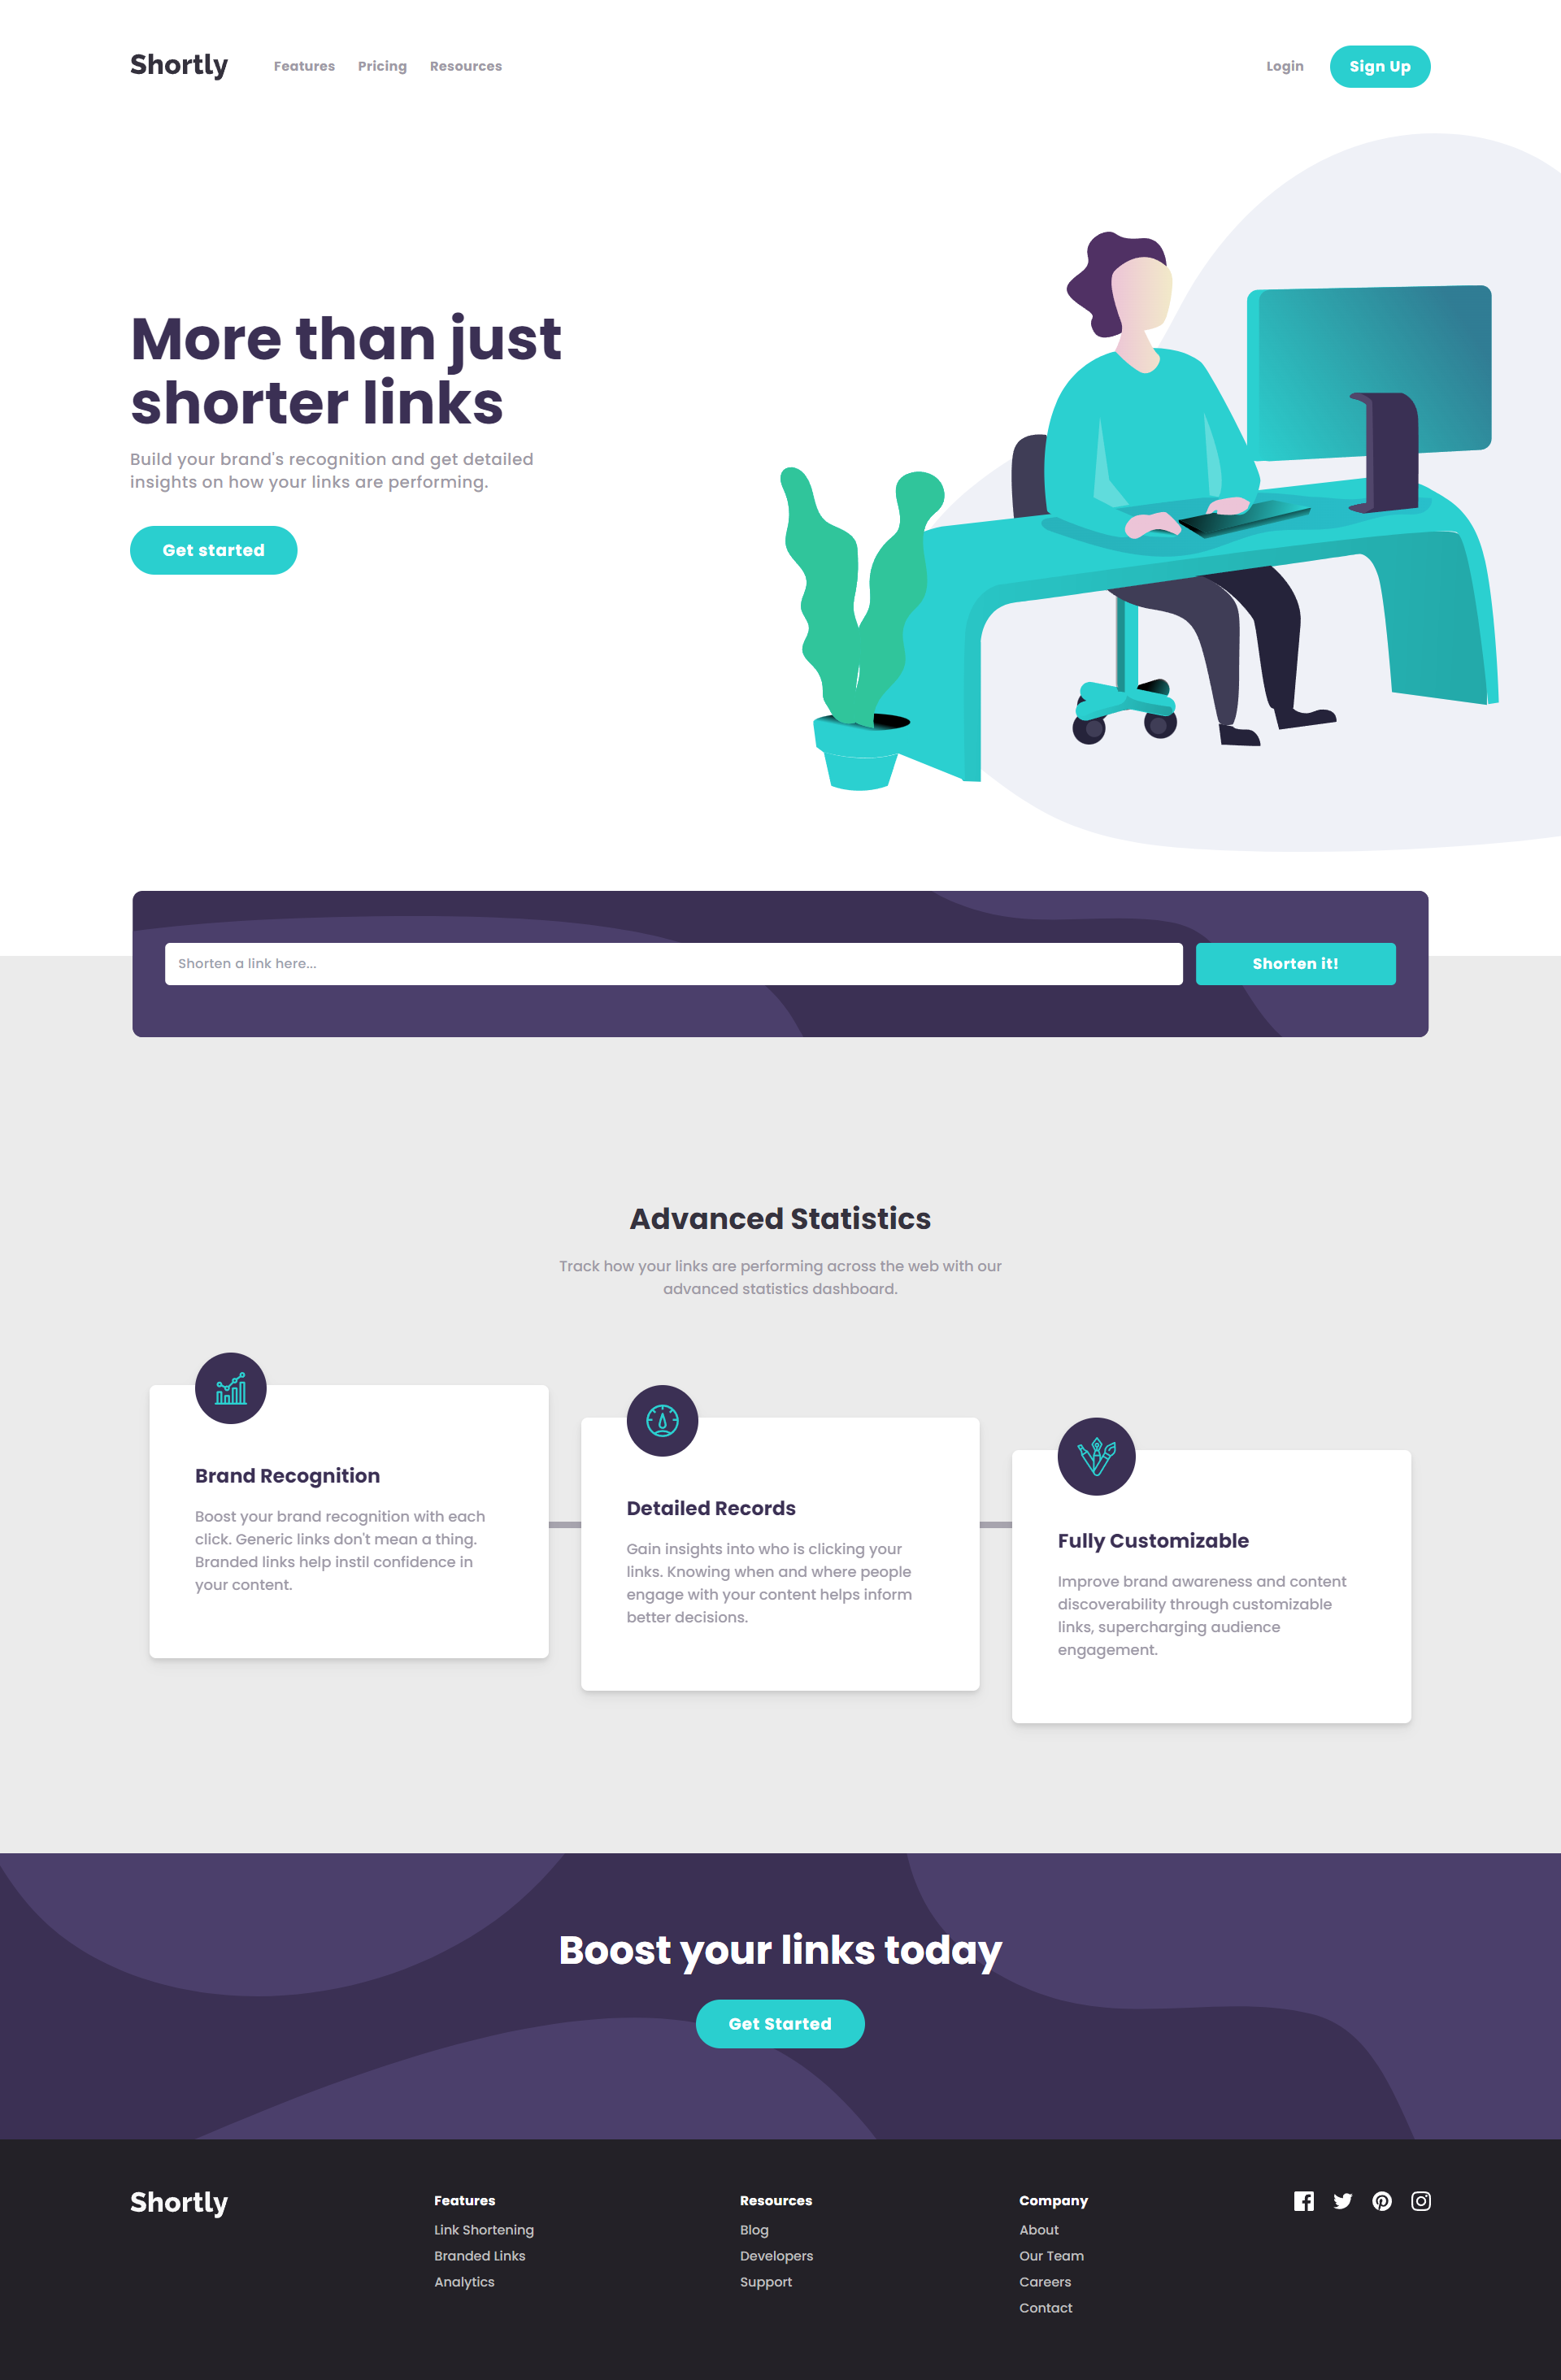 Shortly
Features
Pricing
Resources
Login
Sign Up
More than just
shorter links
Build your brand's recognition and get detailed
insights on how your links are performing.
Get started
Shorten a link here...
Shorten it!
Advanced Statistics
Track how your links are performing across the web with our
advanced statistics dashboard.
Brand Recognition
Boost your brand recognition with each
click. Generic links don't mean a thing.
Branded links help instil confidence in
your content.
Detailed Records
Gain insights into who is clicking your
links. Knowing when and where people
engage with your content helps inform
better decisions.
Fully Customizable
Improve brand awareness and content
discoverability through customizable
links, supercharging audience
engagement.
Boost your links today
Get Started
Shortly
Features
Link Shortening
Branded Links
Analytics
Resources
Blog
Developers
Support
Company
About
Our Team
Careers
Contact